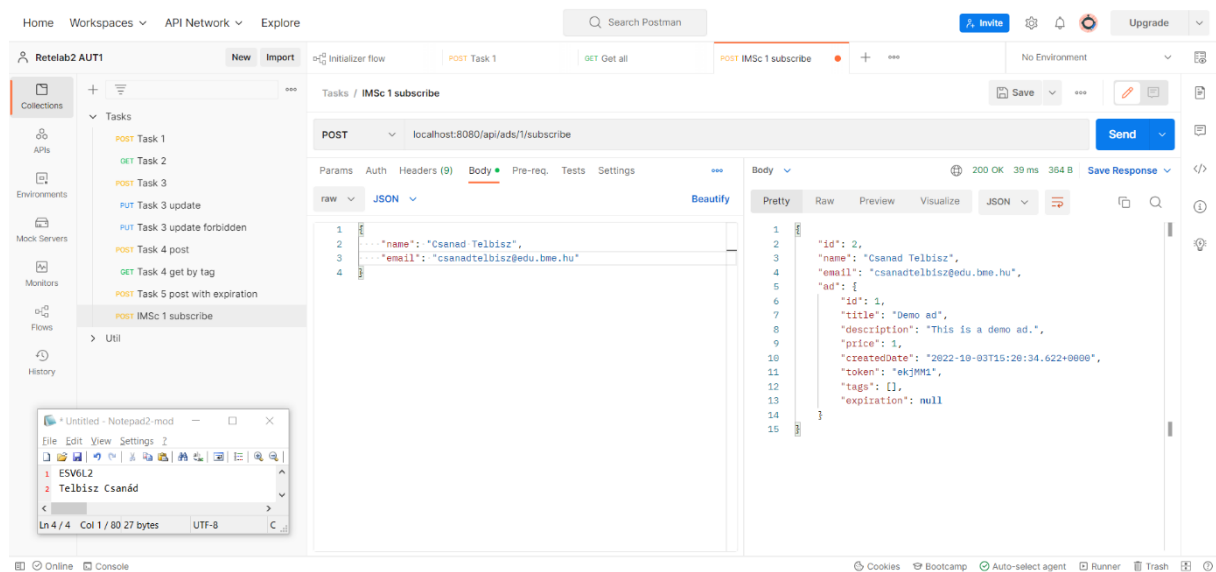 Home Workspaces API Network Explore Search Postman Invite Upgrade
Retelab2 AUT1 New Import Initializer flow POST Task 1 GET Get all POST IMSc 1 subscribe No Environment
Collections
APIs
Environments
Mock Servers
Monitors
Flows
History
Tasks
POST Task 1
GET Task 2
POST Task 3
PUT Task 3 update
PUT Task 3 update forbidden
POST Task 4 post
GET Task 4 get by tag
POST Task 5 post with expiration
POST IMSc 1 subscribe
Util
Tasks / IMSc 1 subscribe Save
POST localhost:8080/api/ads/1/subscribe Send
Params Auth Headers (9) Body Pre-req. Tests Settings
raw JSON Beautify
1 {
2 ····"name":·"Csanad·Telbisz",
3 ····"email":·"csanadtelbisz@edu.bme.hu"
4 }
Body 200 OK 39 ms 364 B Save Response
Pretty Raw Preview Visualize JSON
1 {
2 "id": 2,
3 "name": "Csanad Telbisz",
4 "email": "csanadtelbisz@edu.bme.hu",
5 "ad": {
6 "id": 1,
7 "title": "Demo ad",
8 "description": "This is a demo ad.",
9 "price": 1,
10 "createdDate": "2022-10-03T15:20:34.622+0000",
11 "token": "ekjMM1",
12 "tags": [],
13 "expiration": null
14 }
15 }
* Untitled - Notepad2-mod
File Edit View Settings ?
1 ESV6L2
2 Telbisz Csanád
Ln 4 / 4 Col 1 / 80 27 bytes UTF-8 C
Online Console Cookies Bootcamp Auto-select agent Runner Trash